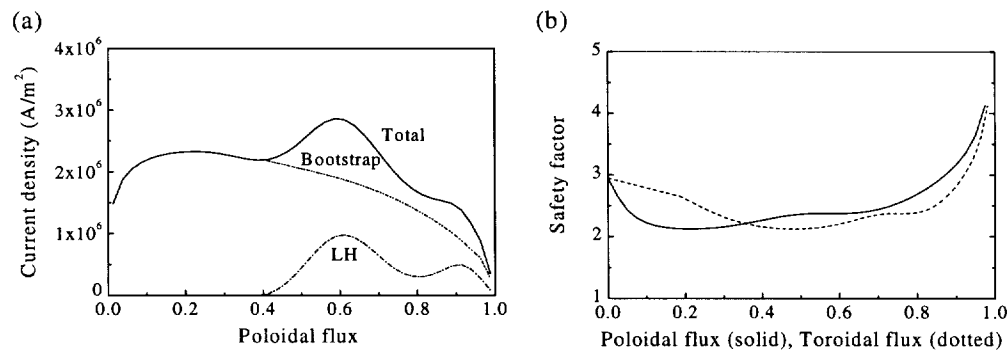 (a)
4x10⁶
3x10⁶
2x10⁶
1x10⁶
0
Current density (A/m²)
Total
Bootstrap
LH
0.0 0.2 0.4 0.6 0.8 1.0
Poloidal flux
(b)
5
4
3
2
1
Safety factor
0.0 0.2 0.4 0.6 0.8 1.0
Poloidal flux (solid), Toroidal flux (dotted)